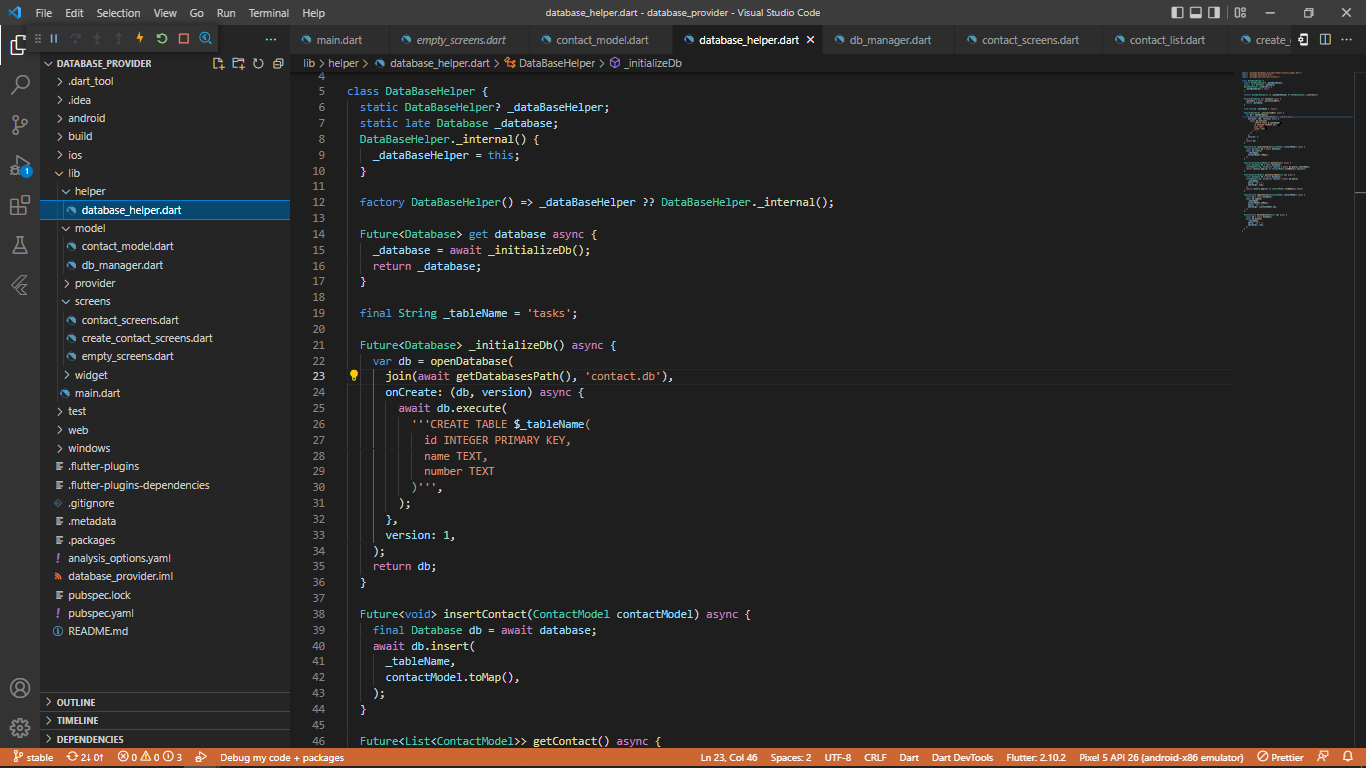 File Edit Selection View Go Run Terminal Help
database_helper.dart - database_provider - Visual Studio Code
main.dart
empty_screens.dart
contact_model.dart
database_helper.dart
db_manager.dart
contact_screens.dart
contact_list.dart
create_
lib > helper > database_helper.dart > DataBaseHelper > _initializeDb
DATABASE_PROVIDER
.dart_tool
.idea
android
build
ios
lib
helper
database_helper.dart
model
contact_model.dart
db_manager.dart
provider
screens
contact_screens.dart
create_contact_screens.dart
empty_screens.dart
widget
main.dart
test
web
windows
.flutter-plugins
.flutter-plugins-dependencies
.gitignore
.metadata
.packages
analysis_options.yaml
database_provider.iml
pubspec.lock
pubspec.yaml
README.md
OUTLINE
TIMELINE
DEPENDENCIES
1
4
5 class DataBaseHelper {
6 static DataBaseHelper? _dataBaseHelper;
7 static late Database _database;
8 DataBaseHelper._internal() {
9 _dataBaseHelper = this;
10 }
11
12 factory DataBaseHelper() => _dataBaseHelper ?? DataBaseHelper._internal();
13
14 Future<Database> get database async {
15 _database = await _initializeDb();
16 return _database;
17 }
18
19 final String _tableName = 'tasks';
20
21 Future<Database> _initializeDb() async {
22 var db = openDatabase(
23 join(await getDatabasesPath(), 'contact.db'),
24 onCreate: (db, version) async {
25 await db.execute(
26 '''CREATE TABLE $_tableName(
27 id INTEGER PRIMARY KEY,
28 name TEXT,
29 number TEXT
30 )''',
31 );
32 },
33 version: 1,
34 );
35 return db;
36 }
37
38 Future<void> insertContact(ContactModel contactModel) async {
39 final Database db = await database;
40 await db.insert(
41 _tableName,
42 contactModel.toMap(),
43 );
44 }
45
46 Future<List<ContactModel>> getContact() async {
stable 2↓ 0↑ 0 0 3 Debug my code + packages Ln 23, Col 46 Spaces: 2 UTF-8 CRLF Dart Dart DevTools Flutter: 2.10.2 Pixel 5 API 26 (android-x86 emulator) Prettier